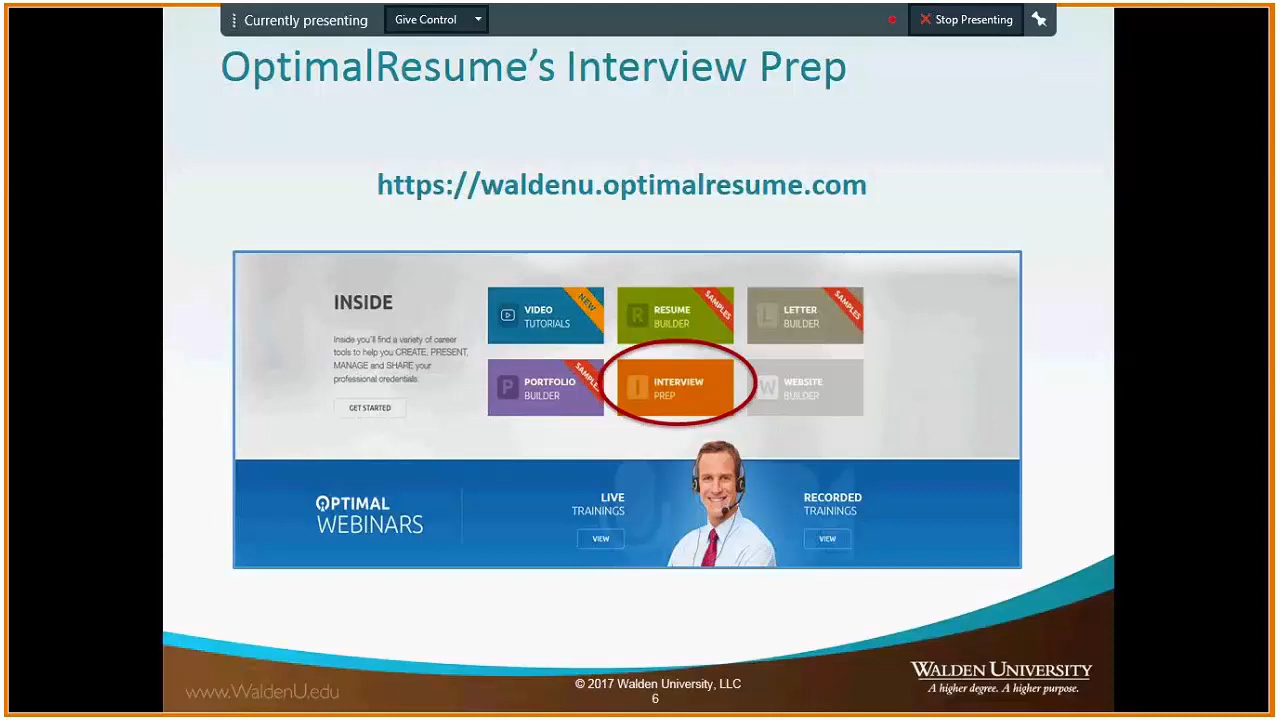 Currently presenting
Give Control
Stop Presenting
OptimalResume's Interview Prep
https://waldenu.optimalresume.com
INSIDE
Inside you'll find a variety of career
tools to help you CREATE, PRESENT,
MANAGE and SHARE your
professional credentials.
GET STARTED
VIDEO
TUTORIALS
NEW
R
RESUME
BUILDER
SAMPLES
L
LETTER
BUILDER
SAMPLES
P
PORTFOLIO
BUILDER
SAMPLES
I
INTERVIEW
PREP
W
WEBSITE
BUILDER
OPTIMAL
WEBINARS
LIVE
TRAININGS
VIEW
RECORDED
TRAININGS
VIEW
www.WaldenU.edu
© 2017 Walden University, LLC
6
WALDEN UNIVERSITY
A higher degree. A higher purpose.